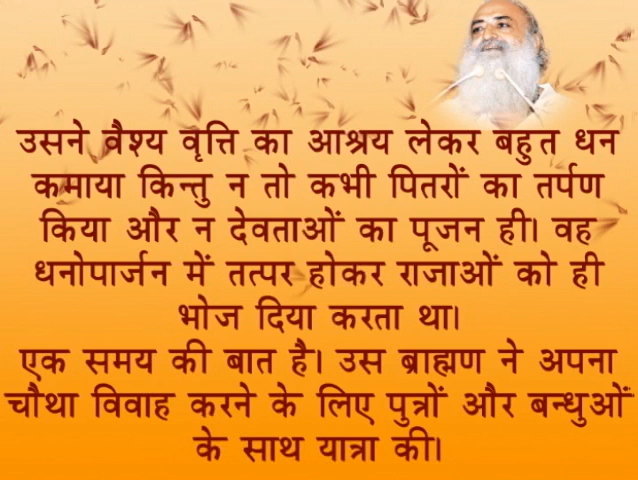 उसने वैश्य वृत्ति का आश्रय लेकर बहुत धन
कमाया किन्तु न तो कभी पितरों का तर्पण
किया और न देवताओं का पूजन ही। वह
धनोपार्जन में तत्पर होकर राजाओं को ही
भोज दिया करता था।
एक समय की बात है। उस ब्राह्मण ने अपना
चौथा विवाह करने के लिए पुत्रों और बन्धुओं
के साथ यात्रा की।